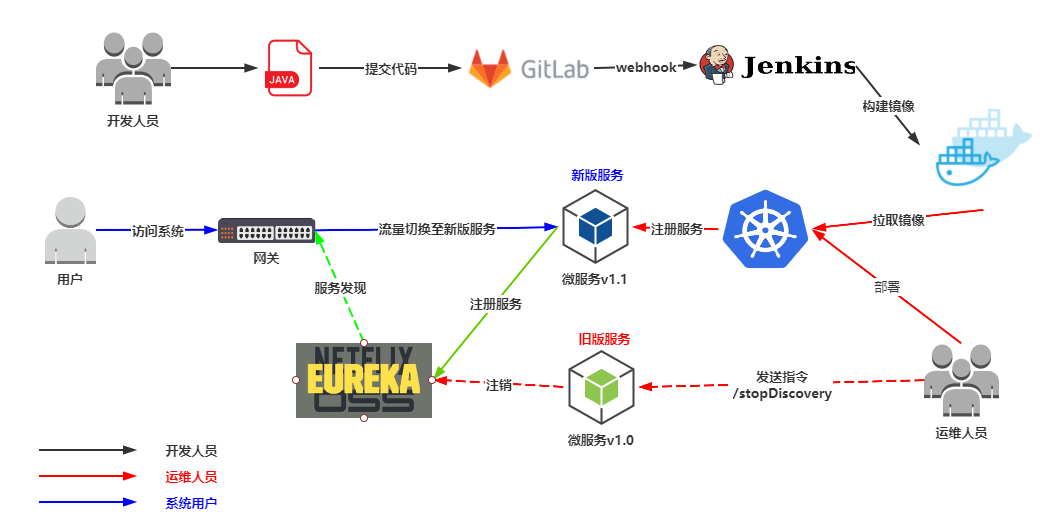 JAVA
提交代码
GitLab
webhook
Jenkins
开发人员
构建镜像
新版服务
访问系统
流量切换至新版服务
注册服务
拉取镜像
网关
用户
微服务v1.1
服务发现
注册服务
部署
旧版服务
NETFLIX
EUREKA
OSS
注销
发送指令
/stopDiscovery
微服务v1.0
运维人员
开发人员
运维人员
系统用户